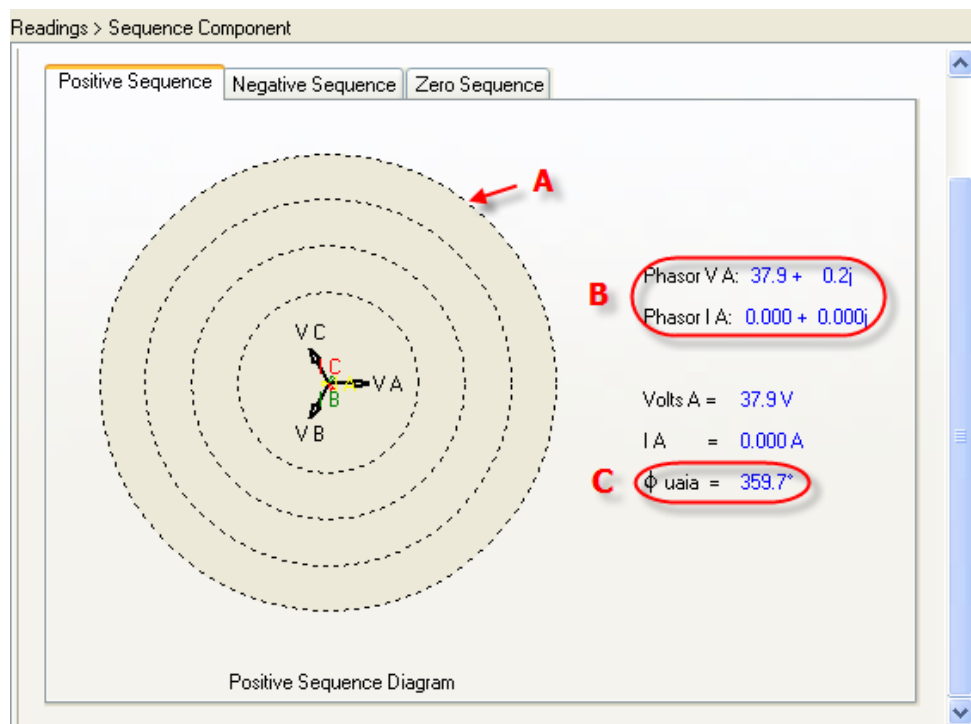 Readings > Sequence Component
Positive Sequence
Negative Sequence
Zero Sequence
A
V C
C
A
V A
B
V B
B
Phasor V A: 37.9 + 0.2j
Phasor I A: 0.000 + 0.000j
Volts A = 37.9 V
I A = 0.000 A
C
ϕ uaia = 359.7°
Positive Sequence Diagram